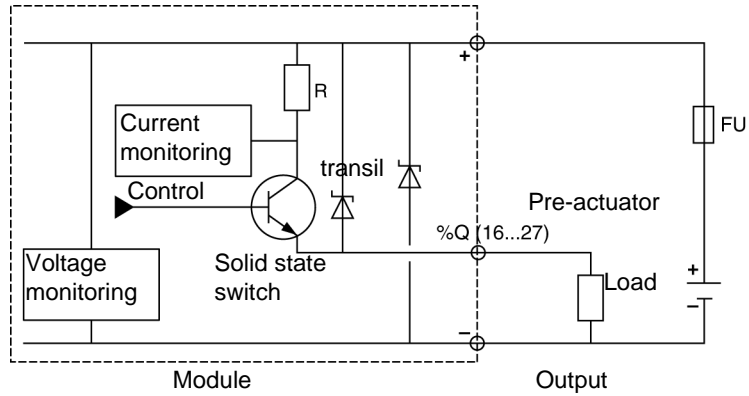 +
R
FU
Current
monitoring
transil
Control
Pre-actuator
%Q (16...27)
Voltage
monitoring
Solid state
switch
Load
+
−
−
Module
Output